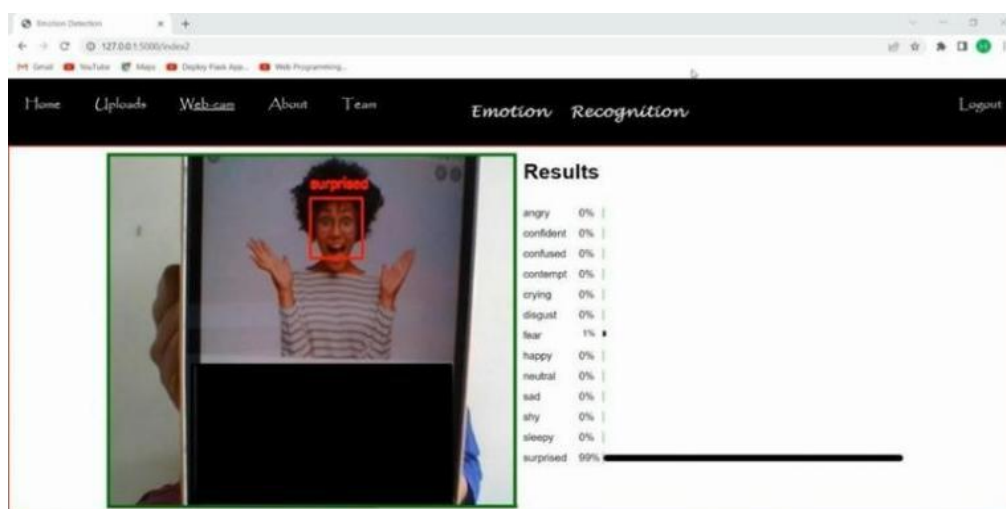 Emotion Detection
127.0.0.1:5000/index2
Gmail YouTube Maps Deploy Flask App... Web Programming...
Home Uploads Web-cam About Team Emotion Recognition Logout
surprised
Results
angry 0%
confident 0%
confused 0%
contempt 0%
crying 0%
disgust 0%
fear 1%
happy 0%
neutral 0%
sad 0%
shy 0%
sleepy 0%
surprised 99%